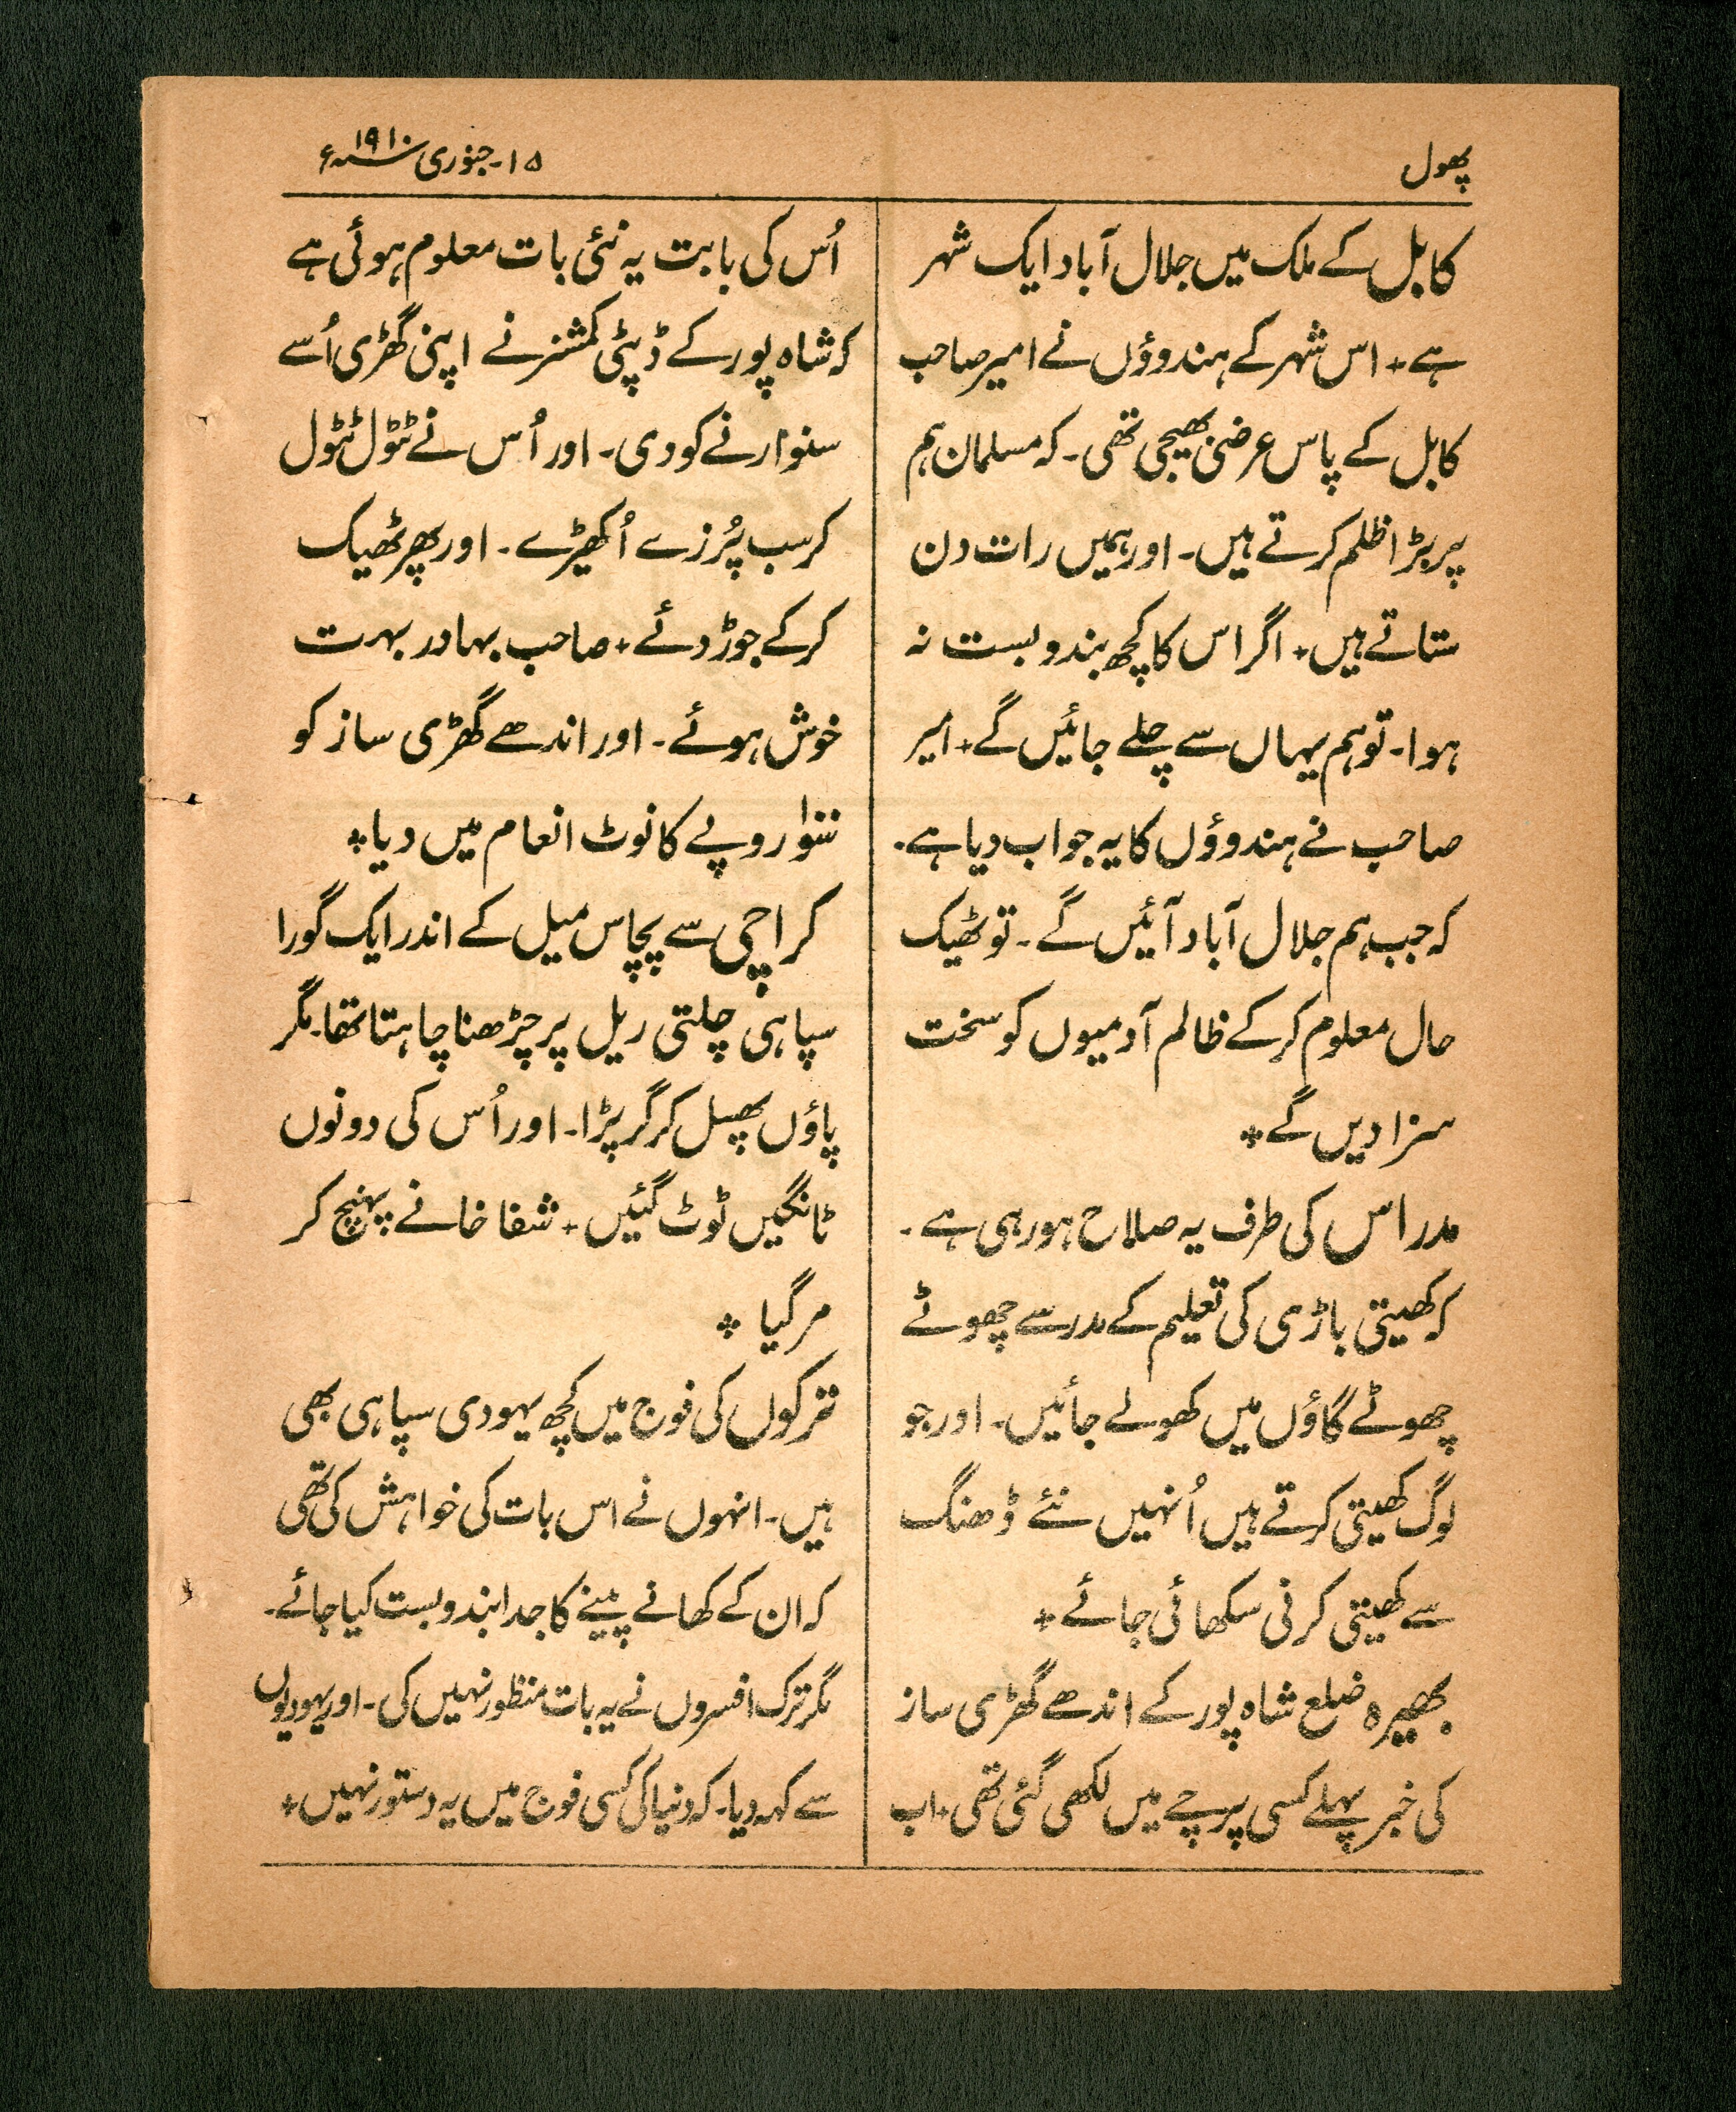 پھول
۱۵۔جنوری ۱۹۱۰ء
کابل کے ملک میں جلال آباد ایک شہر
ہے + اس شہر کے ہندوؤں نے امیر صاحب
کابل کے پاس عرضی بھیجی تھی۔ کہ مسلمان ہم
پر بڑا ظلم کرتے ہیں۔ اور ہمیں رات دن
ستاتے ہیں + اگر اس کا کچھ بندوبست نہ
ہوا۔ تو ہم یہاں سے چلے جائیں گے + امیر
صاحب نے ہندوؤں کا یہ جواب دیا ہے۔
کہ جب ہم جلال آباد آئیں گے۔ تو ٹھیک
حال معلوم کرکے ظالم آدمیوں کو سخت
سزا دیں گے +
مدراس کی طرف یہ صلاح ہو رہی ہے۔
کہ کھیتی باڑی کی تعلیم کے مدرسے چھوٹے
چھوٹے گاؤں میں کھولے جائیں۔ اور جو
لوگ کھیتی کرتے ہیں اُنہیں نئے ڈھنگ
سے کھیتی کرنی سکھائی جائے +
بھیرہ ضلع شاہ پور کے اندھے گھڑی ساز
کی خبر پہلے کسی پرچے میں لکھی گئی تھی + اب
اُس کی بابت یہ نئی بات معلوم ہوئی ہے
کہ شاہ پور کے ڈپٹی کمشنر نے اپنی گھڑی اُسے
سنوارنے کو دی۔ اور اُس نے ٹٹول ٹٹول
کر سب پُرزے اُکھیڑے۔ اور پھر ٹھیک
کرکے جوڑ دئے + صاحب بہادر بہت
خوش ہوئے۔ اور اندھے گھڑی ساز کو
سَو روپے کا نوٹ انعام میں دیا +
کراچی سے پچاس میل کے اندر ایک گورا
سپاہی چلتی ریل پر چڑھنا چاہتا تھا۔ مگر
پاؤں پھسل کر گر پڑا۔ اور اُس کی دونوں
ٹانگیں ٹوٹ گئیں + شفا خانے پہنچ کر
مر گیا +
ترکوں کی فوج میں کچھ یہودی سپاہی بھی
ہیں۔ انہوں نے اس بات کی خواہش کی تھی
کہ ان کے کھانے پینے کا جدا بندوبست کیا جائے۔
مگر ترک افسروں نے یہ بات منظور نہیں کی۔ اور یہودیوں
سے کہہ دیا۔ کہ دنیا کی کسی فوج میں یہ دستور نہیں +